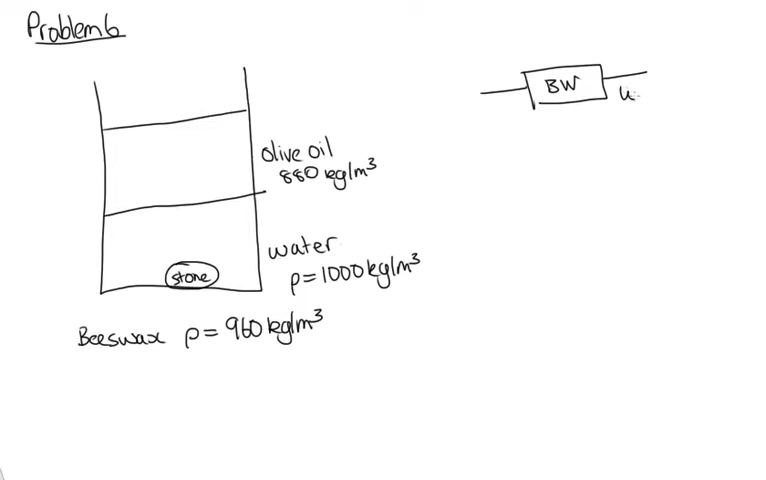 Problem 6
BW
olive oil
880 kg/m³
water
ρ = 1000 kg/m³
stone
Beeswax ρ = 960 kg/m³